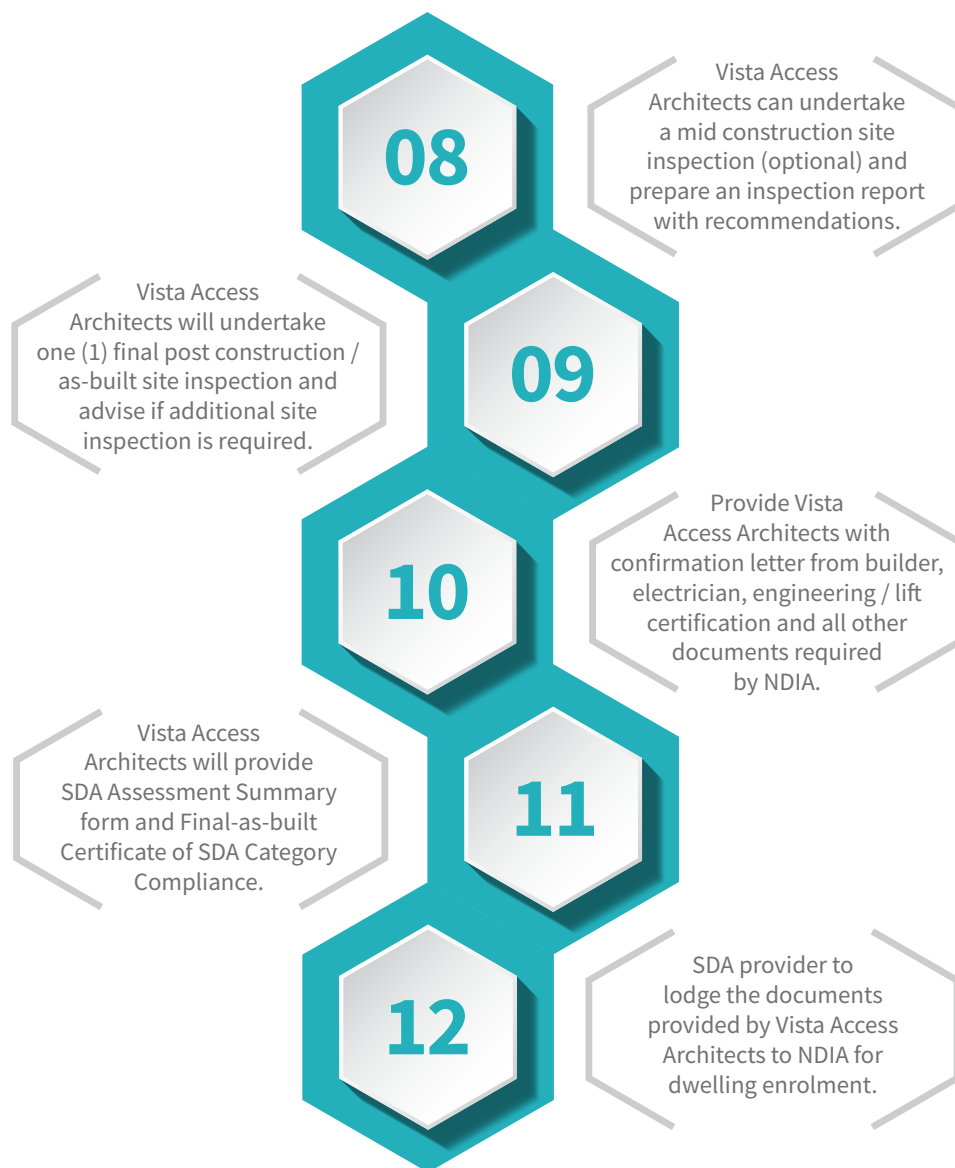 08
Vista Access
Architects can undertake
a mid construction site
inspection (optional) and
prepare an inspection report
with recommendations.
Vista Access
Architects will undertake
one (1) final post construction /
as-built site inspection and
advise if additional site
inspection is required.
09
10
Provide Vista
Access Architects with
confirmation letter from builder,
electrician, engineering / lift
certification and all other
documents required
by NDIA.
Vista Access
Architects will provide
SDA Assessment Summary
form and Final-as-built
Certificate of SDA Category
Compliance.
11
12
SDA provider to
lodge the documents
provided by Vista Access
Architects to NDIA for
dwelling enrolment.